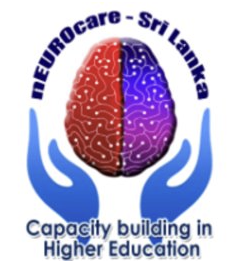 nEUROcare - Sri Lanka
Capacity building in
Higher Education